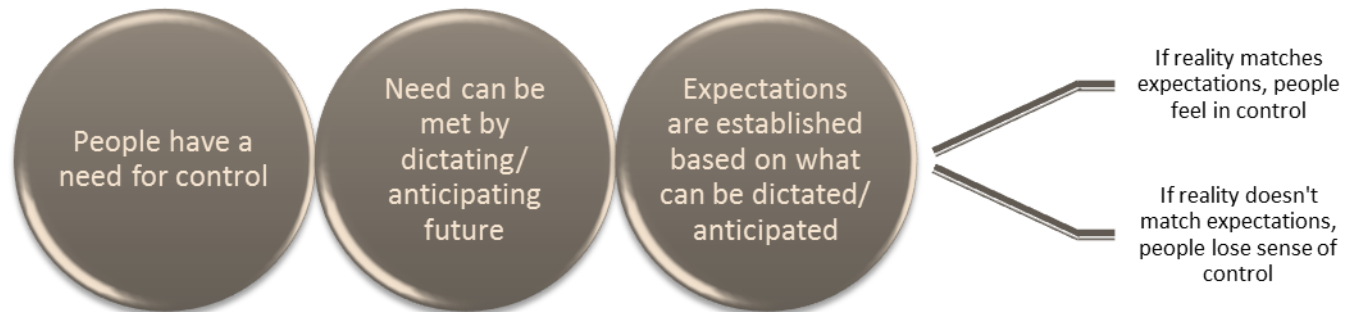 People have a
need for control
Need can be
met by
dictating/
anticipating
future
Expectations
are established
based on what
can be dictated/
anticipated
If reality matches
expectations, people
feel in control
If reality doesn't
match expectations,
people lose sense of
control